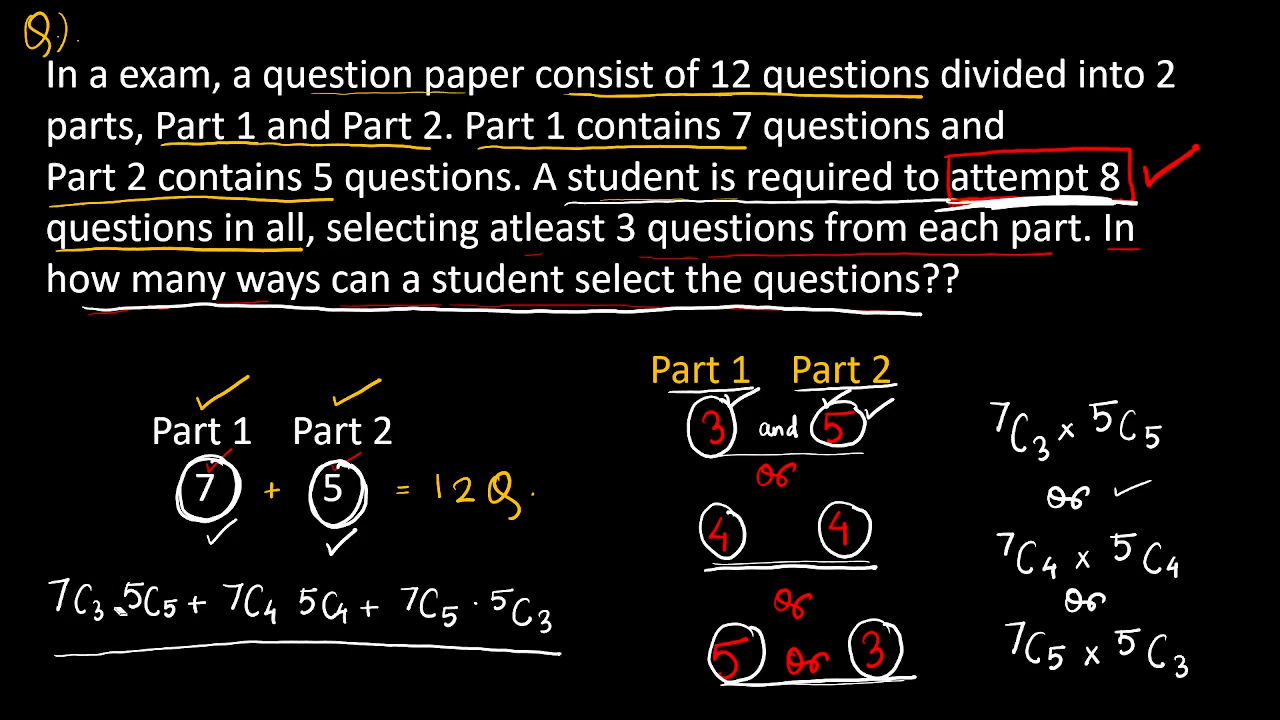 Q).
In a exam, a question paper consist of 12 questions divided into 2
parts, Part 1 and Part 2. Part 1 contains 7 questions and
Part 2 contains 5 questions. A student is required to attempt 8
questions in all, selecting atleast 3 questions from each part. In
how many ways can a student select the questions??
Part 1 Part 2
7 + 5 = 12 Q.
7C3 . 5C5 + 7C4 5C4 + 7C5 . 5C3
Part 1 Part 2
3 and 5
or
4 4
or
5 or 3
7C3 x 5C5
or
7C4 x 5C4
or
7C5 x 5C3